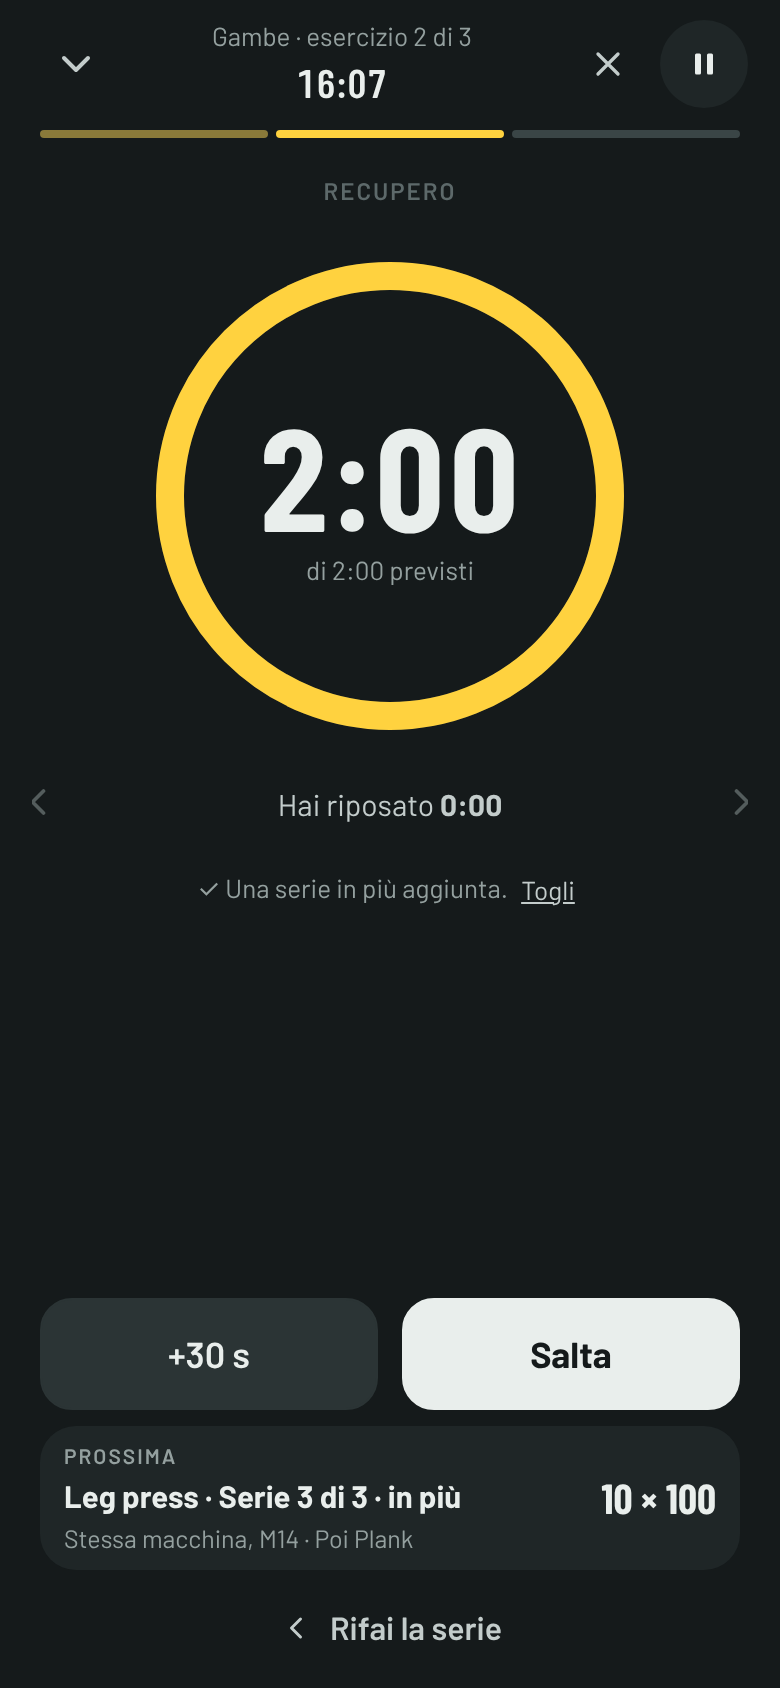 Gambe · esercizio 2 di 3
16:07
RECUPERO
2:00
di 2:00 previsti
Hai riposato 0:00
✓ Una serie in più aggiunta. Togli
+30 s
Salta
PROSSIMA
Leg press · Serie 3 di 3 · in più
10 × 100
Stessa macchina, M14 · Poi Plank
Rifai la serie